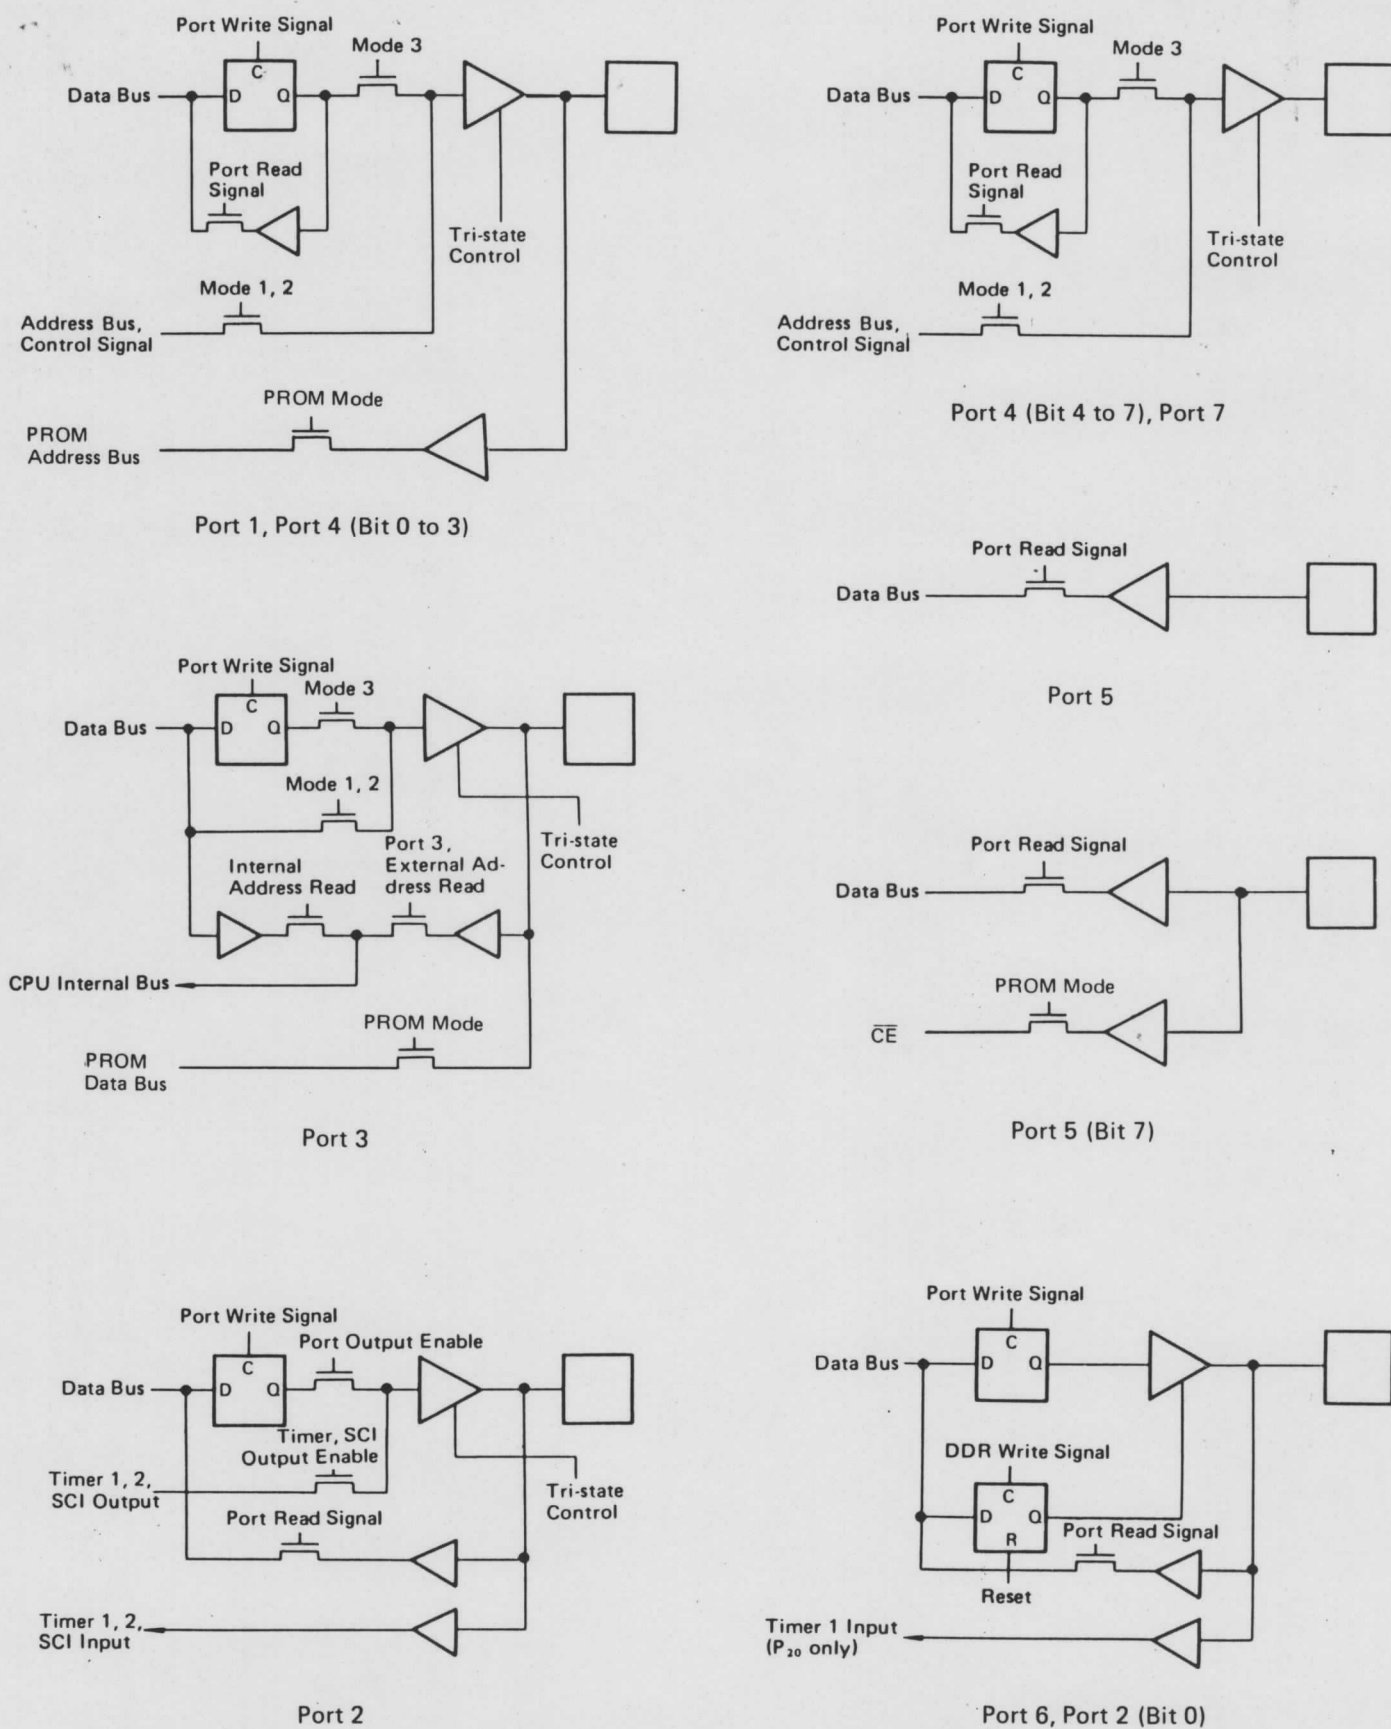 Port Write Signal
Mode 3
C
Data Bus
D
Q
Port Read
Signal
Tri-state
Control
Mode 1, 2
Address Bus,
Control Signal
PROM Mode
PROM
Address Bus
Port 1, Port 4 (Bit 0 to 3)
Port Write Signal
Mode 3
C
Data Bus
D
Q
Port Read
Signal
Tri-state
Control
Mode 1, 2
Address Bus,
Control Signal
Port 4 (Bit 4 to 7), Port 7
Port Read Signal
Data Bus
Port 5
Port Write Signal
Mode 3
C
Data Bus
D
Q
Mode 1, 2
Tri-state
Control
Port 3,
External Ad-
dress Read
Internal
Address Read
CPU Internal Bus
PROM Mode
PROM
Data Bus
Port 3
Port Read Signal
Data Bus
PROM Mode
C̅E̅
Port 5 (Bit 7)
Port Write Signal
Port Output Enable
C
Data Bus
D
Q
Timer, SCI
Output Enable
Timer 1, 2,
SCI Output
Tri-state
Control
Port Read Signal
Timer 1, 2,
SCI Input
Port 2
Port Write Signal
C
Data Bus
D
Q
DDR Write Signal
C
D
Q
R
Port Read Signal
Reset
Timer 1 Input
(P₂₀ only)
Port 6, Port 2 (Bit 0)